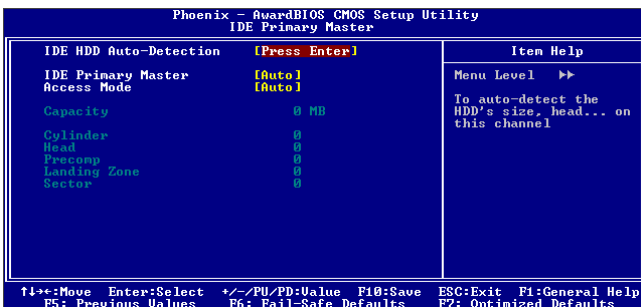 Phoenix - AwardBIOS CMOS Setup Utility
IDE Primary Master
IDE HDD Auto-Detection [Press Enter]
IDE Primary Master [Auto]
Access Mode [Auto]
Capacity 0 MB
Cylinder 0
Head 0
Precomp 0
Landing Zone 0
Sector 0
Item Help
Menu Level ▶▶
To auto-detect the
HDD's size, head... on
this channel
↑↓→←:Move Enter:Select +/-/PU/PD:Value F10:Save ESC:Exit F1:General Help
F5: Previous Values F6: Fail-Safe Defaults F7: Optimized Defaults